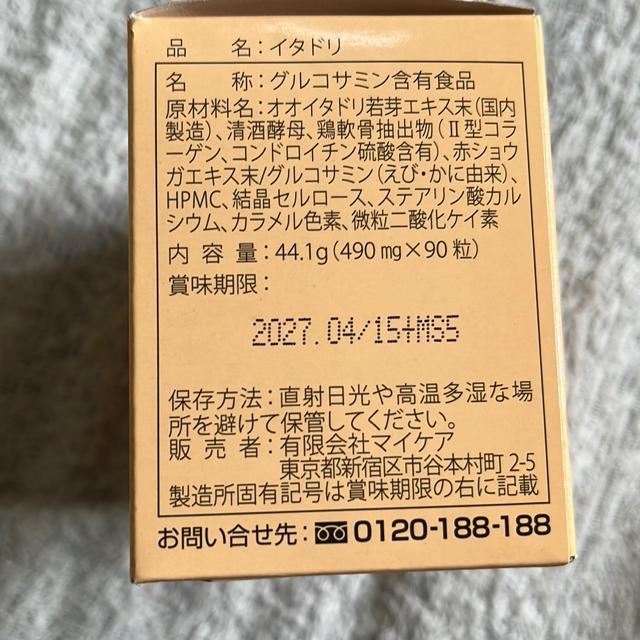 品　名：イタドリ
名　称：グルコサミン含有食品
原材料名：オオイタドリ若芽エキス末（国内
製造）、清酒酵母、鶏軟骨抽出物（Ⅱ型コラ
ーゲン、コンドロイチン硫酸含有）、赤ショウ
ガエキス末/グルコサミン（えび・かに由来）、
HPMC、結晶セルロース、ステアリン酸カル
シウム、カラメル色素、微粒二酸化ケイ素
内 容 量：44.1g（490㎎×90粒）
賞味期限：
2027.04/15+MS5
保存方法：直射日光や高温多湿な場
所を避けて保管してください。
販 売 者：有限会社マイケア
東京都新宿区市谷本村町 2-5
製造所固有記号は賞味期限の右に記載
お問い合せ先：0120-188-188